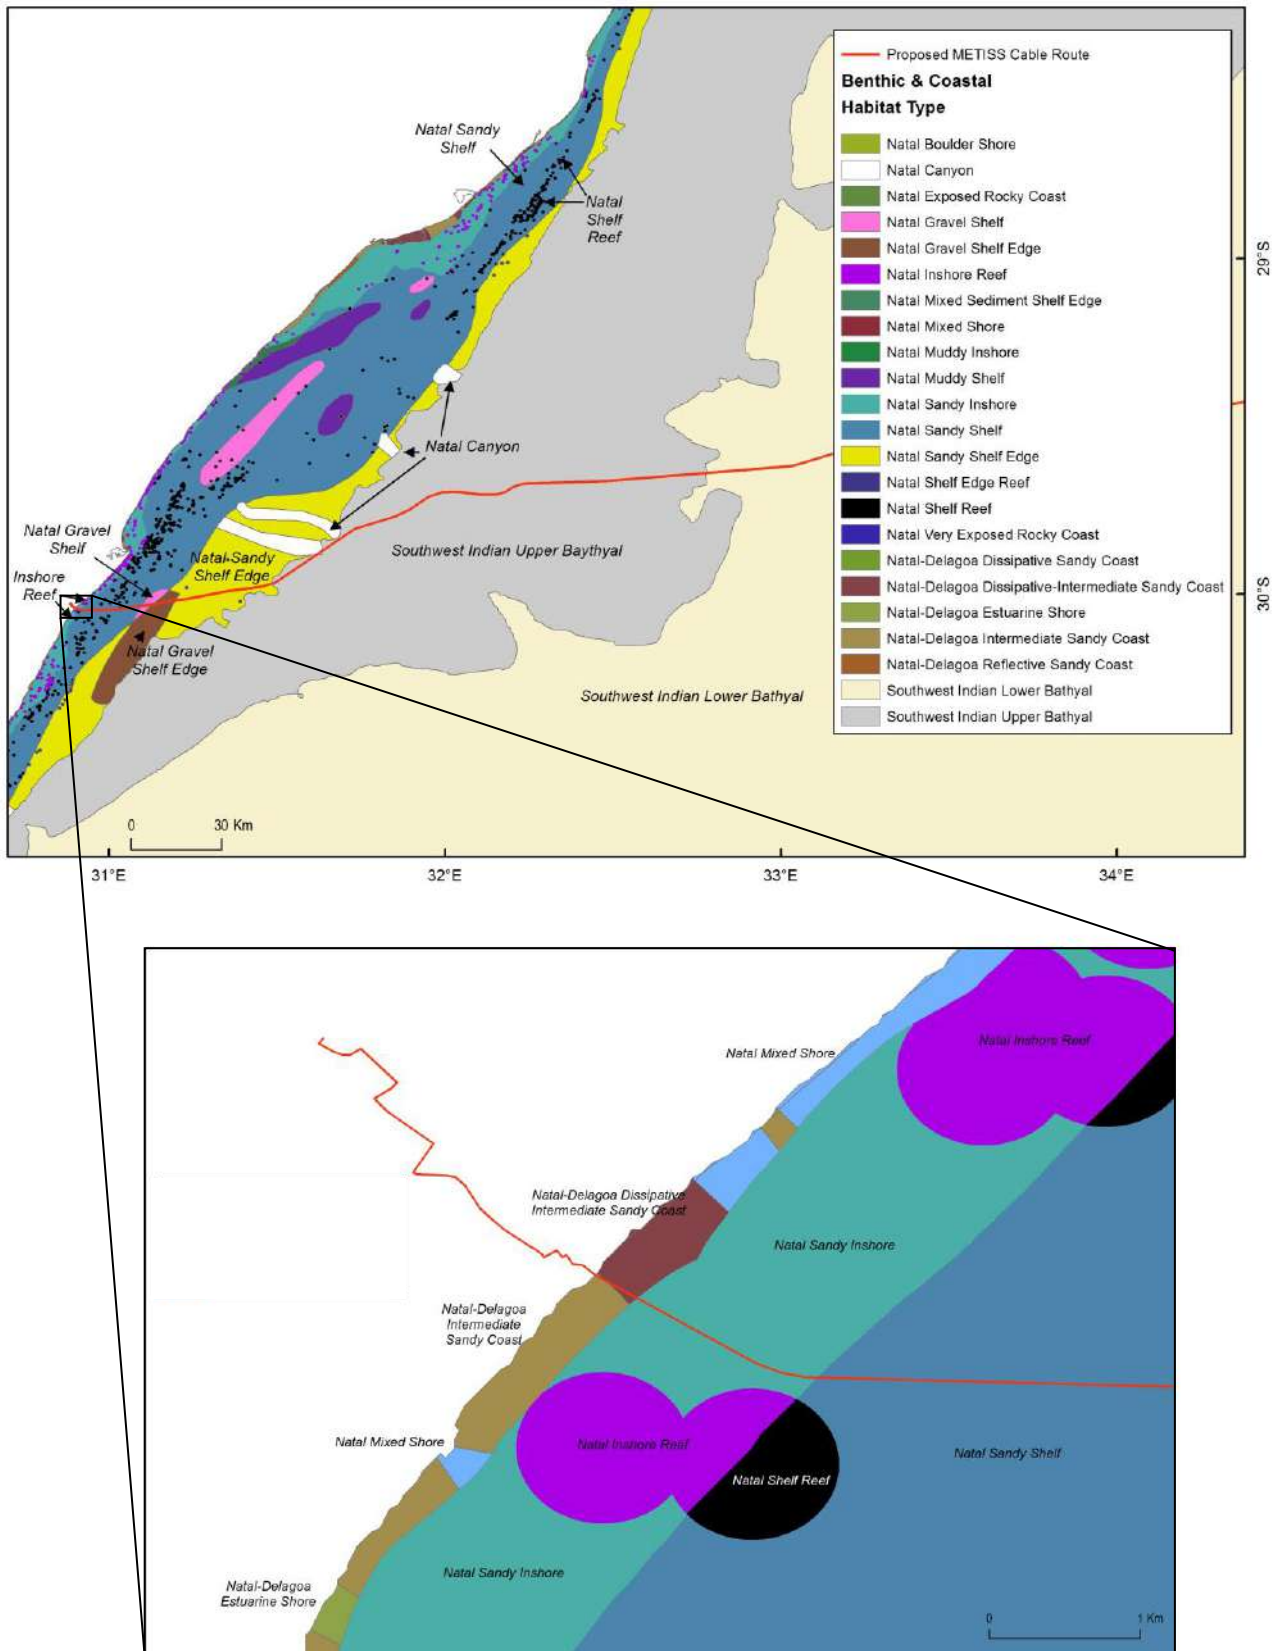 Proposed METISS Cable Route
Benthic & Coastal
Habitat Type
Natal Boulder Shore
Natal Canyon
Natal Exposed Rocky Coast
Natal Gravel Shelf
Natal Gravel Shelf Edge
Natal Inshore Reef
Natal Mixed Sediment Shelf Edge
Natal Mixed Shore
Natal Muddy Inshore
Natal Muddy Shelf
Natal Sandy Inshore
Natal Sandy Shelf
Natal Sandy Shelf Edge
Natal Shelf Edge Reef
Natal Shelf Reef
Natal Very Exposed Rocky Coast
Natal-Delagoa Dissipative Sandy Coast
Natal-Delagoa Dissipative-Intermediate Sandy Coast
Natal-Delagoa Estuarine Shore
Natal-Delagoa Intermediate Sandy Coast
Natal-Delagoa Reflective Sandy Coast
Southwest Indian Lower Bathyal
Southwest Indian Upper Bathyal
Natal Sandy
Shelf
Natal
Shelf
Reef
29°S
Natal Canyon
Natal Gravel
Shelf
Natal-Sandy
Shelf Edge
Southwest Indian Upper Baythyal
Inshore
Reef
30°S
Natal Gravel
Shelf Edge
Southwest Indian Lower Bathyal
0 30 Km
31°E 32°E 33°E 34°E
Natal Inshore Reef
Natal Mixed Shore
Natal-Delagoa Dissipative
Intermediate Sandy Coast
Natal Sandy Inshore
Natal-Delagoa
Intermediate
Sandy Coast
Natal Mixed Shore
Natal Inshore Reef
Natal Sandy Shelf
Natal Shelf Reef
Natal Sandy Inshore
Natal-Delagoa
Estuarine Shore
0 1 Km